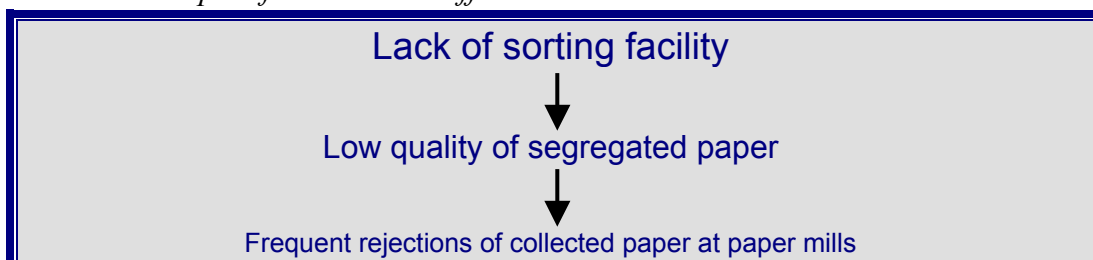 Lack of sorting facility
Low quality of segregated paper
Frequent rejections of collected paper at paper mills